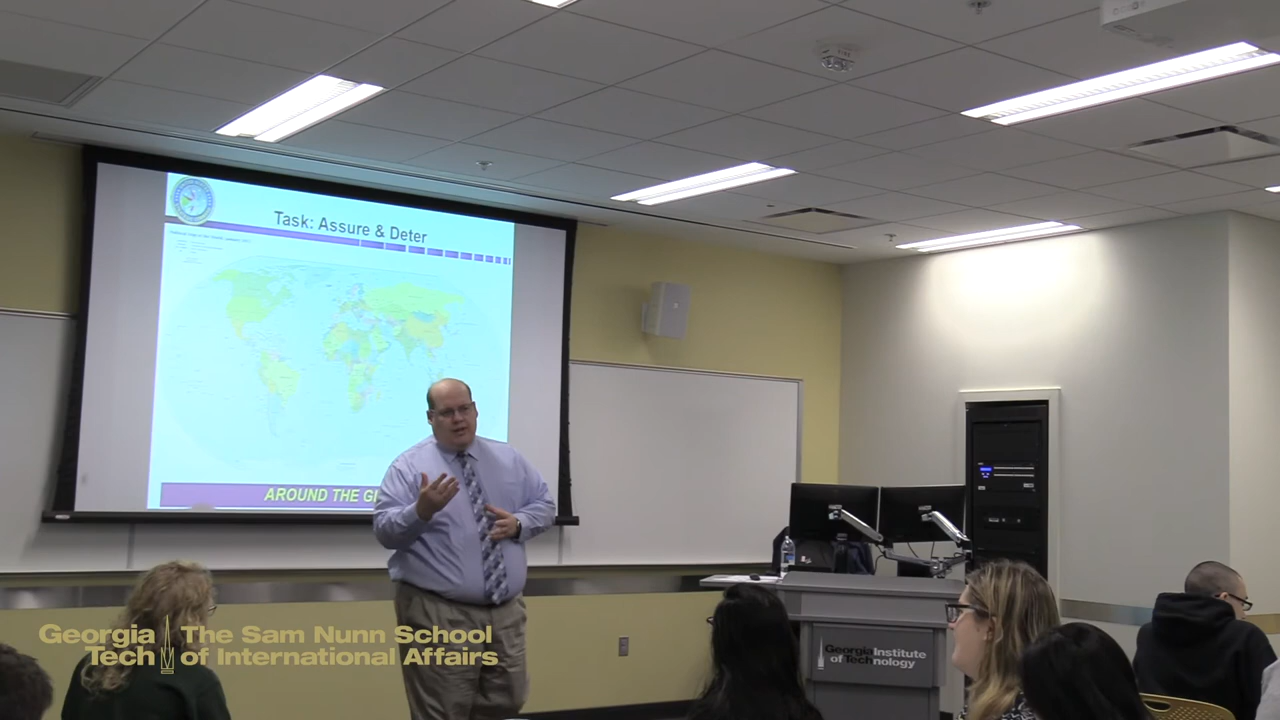 Task: Assure & Deter
AROUND THE GL
Georgia Tech
The Sam Nunn School
of International Affairs
Georgia Institute
of Technology